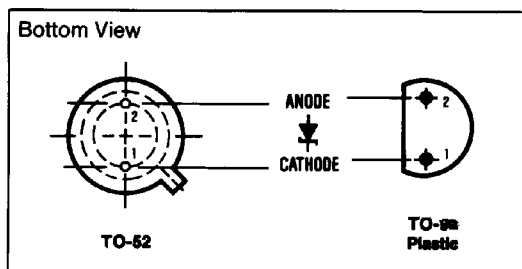 Bottom View
2
1
TO-52
ANODE
CATHODE
2
1
Plastic